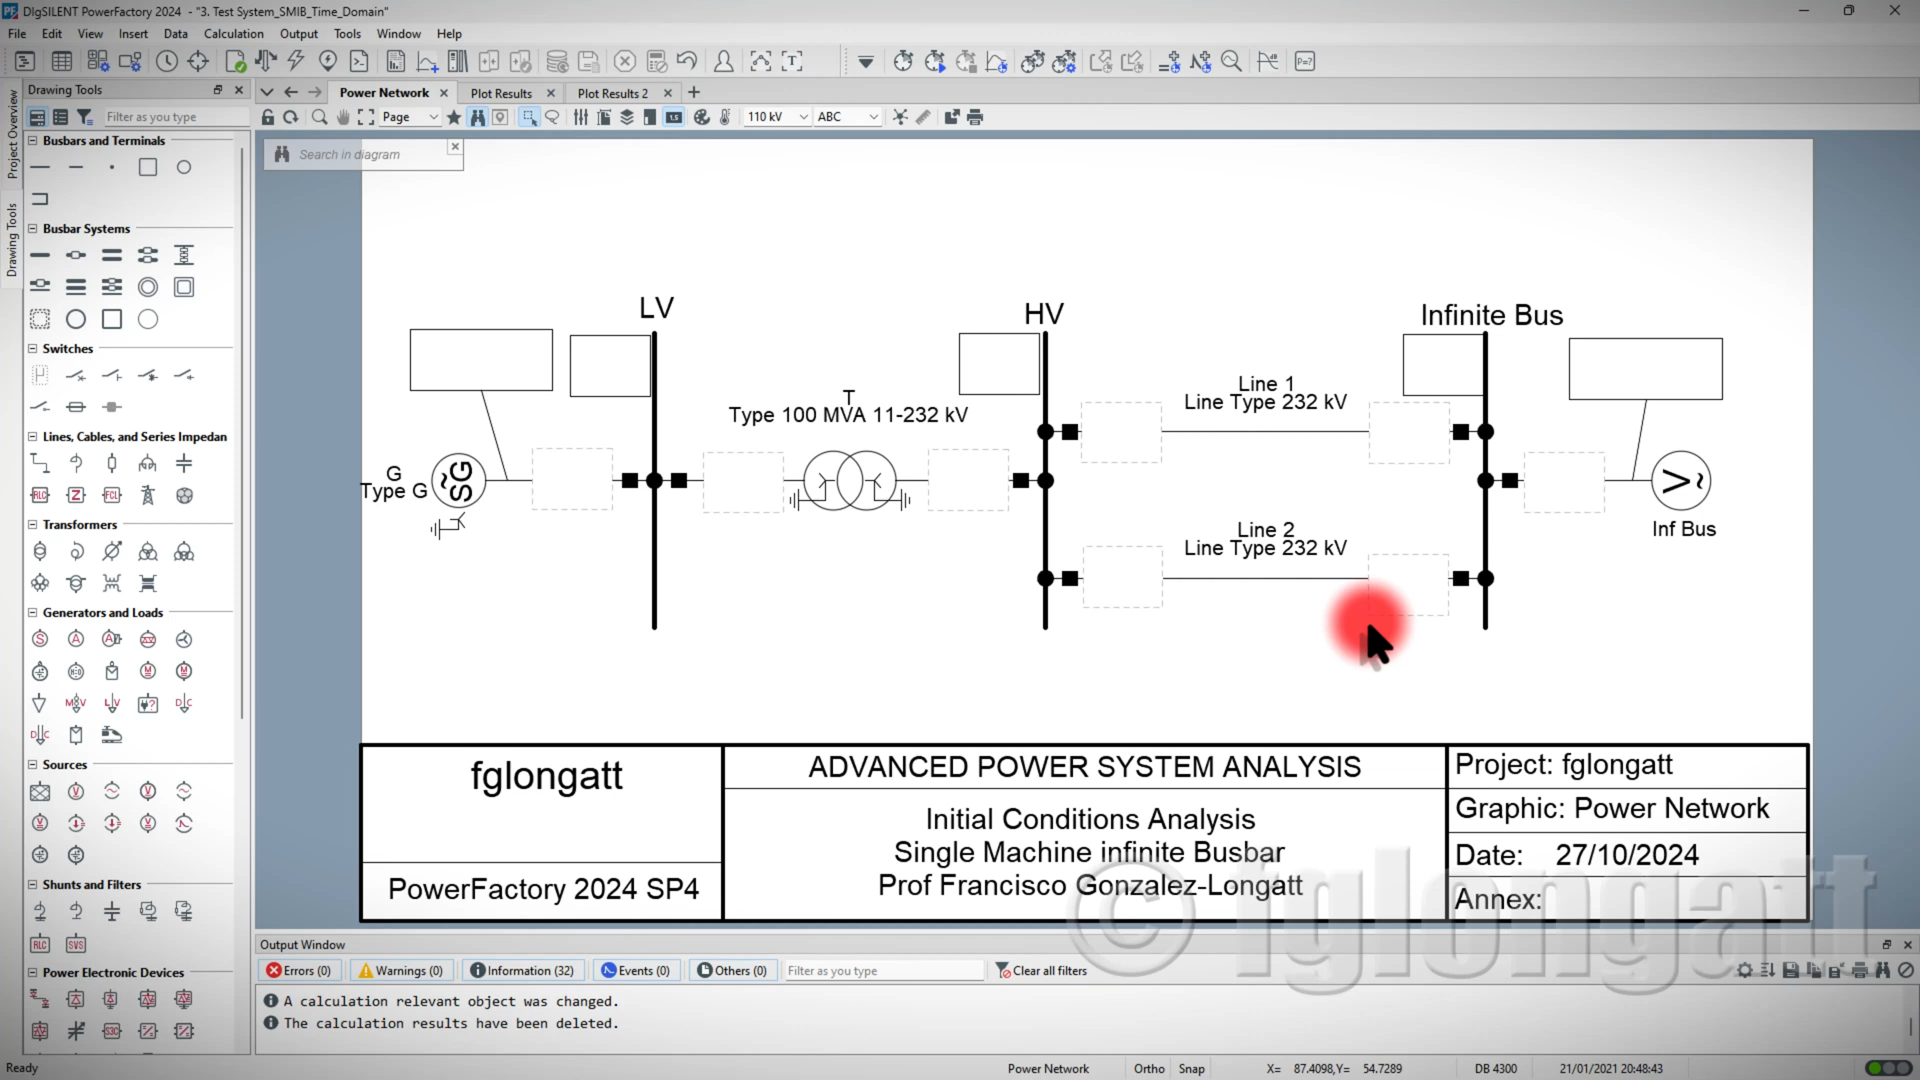 DIgSILENT PowerFactory 2024 - "3. Test System_SMIB_Time_Domain"
File Edit View Insert Data Calculation Output Tools Window Help
Drawing Tools
Power Network
Plot Results
Plot Results 2
Filter as you type
Page
110 kV
ABC
Project Overview
Drawing Tools
Search in diagram
Busbars and Terminals
Busbar Systems
Switches
Lines, Cables, and Series Impedan
Transformers
Generators and Loads
Sources
Shunts and Filters
Power Electronic Devices
LV
HV
Infinite Bus
T
Type 100 MVA 11-232 kV
Line 1
Line Type 232 kV
G
Type G
SG
V~
Inf Bus
Line 2
Line Type 232 kV
fglongatt
PowerFactory 2024 SP4
ADVANCED POWER SYSTEM ANALYSIS
Initial Conditions Analysis
Single Machine infinite Busbar
Prof Francisco Gonzalez-Longatt
Project: fglongatt
Graphic: Power Network
Date: 27/10/2024
Annex:
© fglongatt
Output Window
Errors (0)
Warnings (0)
Information (32)
Events (0)
Others (0)
Filter as you type
Clear all filters
A calculation relevant object was changed.
The calculation results have been deleted.
Ready
Power Network
Ortho
Snap
X= 87.4098,Y= 54.7289
DB 4300
21/01/2021 20:48:43